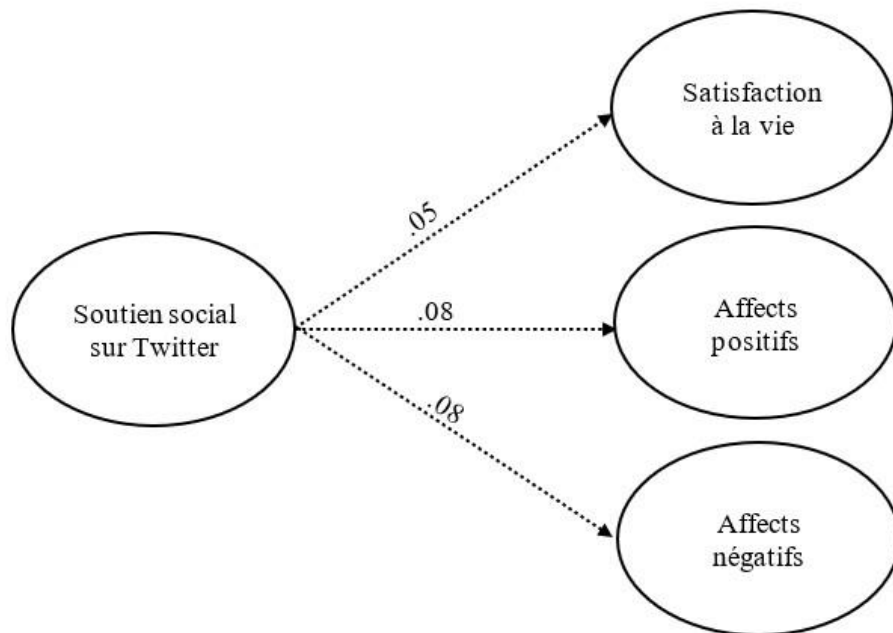 Satisfaction
à la vie
.05
Soutien social
sur Twitter
.08
Affects
positifs
.08
Affects
négatifs